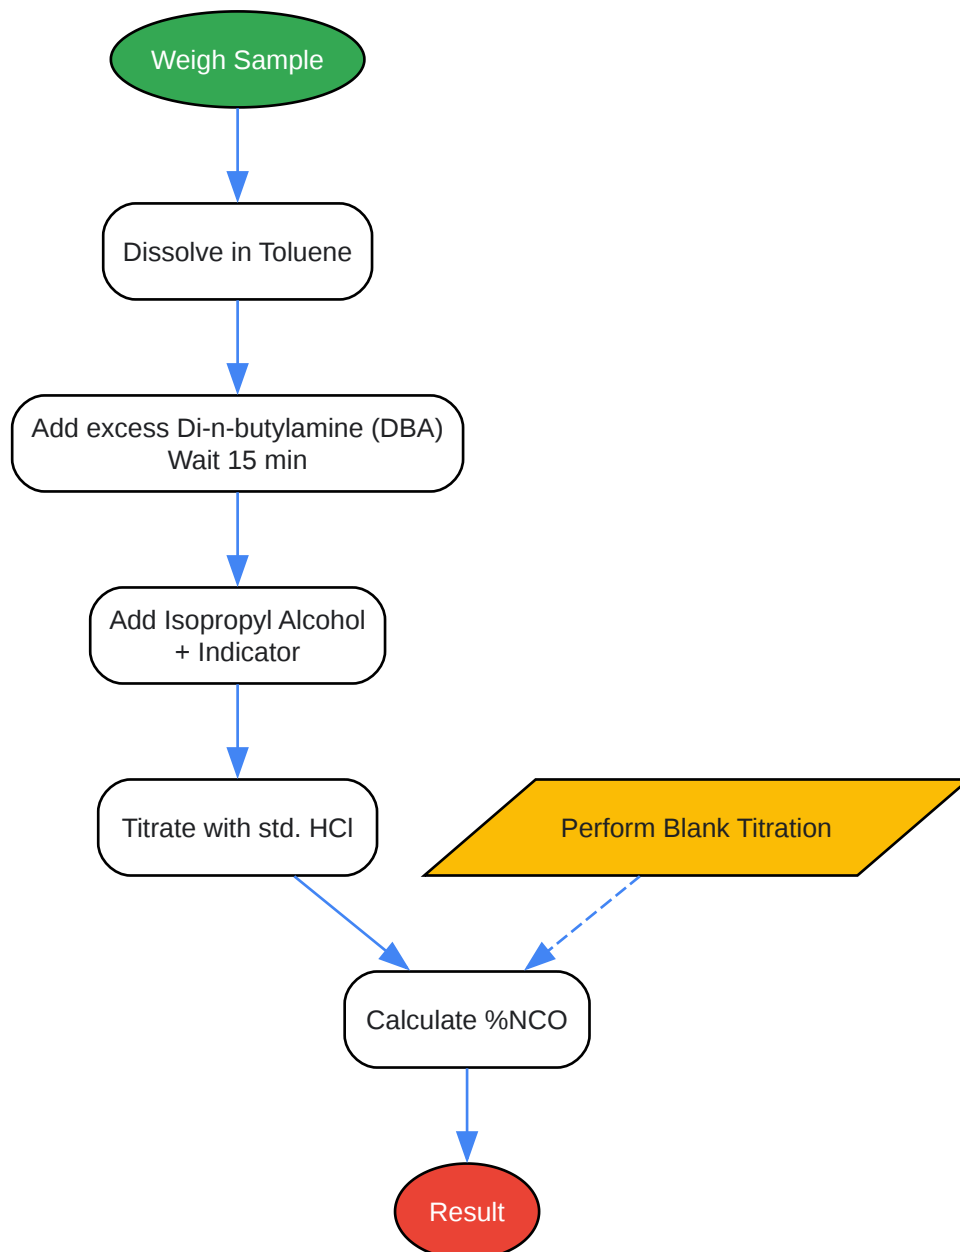 Weigh Sample
Dissolve in Toluene
Add excess Di-n-butylamine (DBA)
Wait 15 min
Add Isopropyl Alcohol
+ Indicator
Titrate with std. HCl
Perform Blank Titration
Calculate %NCO
Result